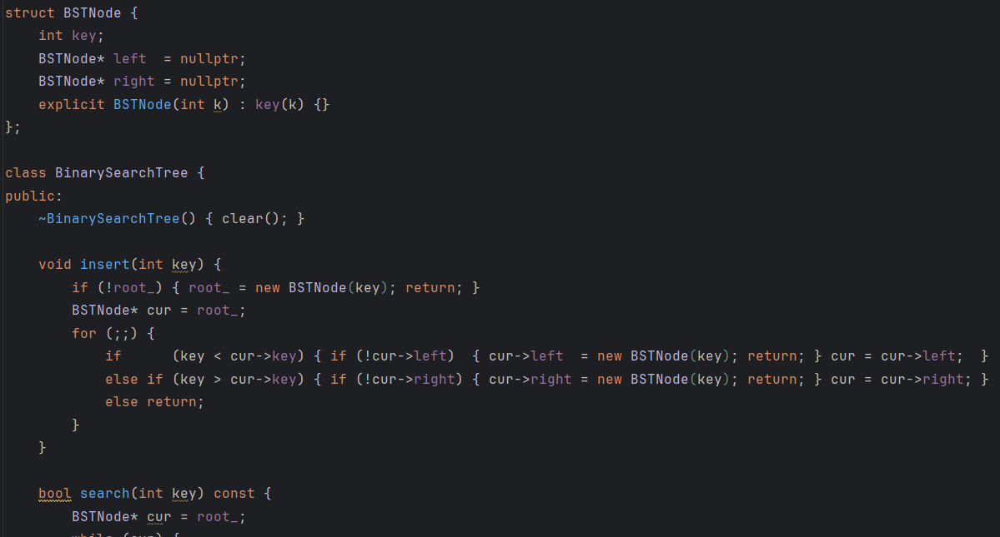 struct BSTNode {
    int key;
    BSTNode* left  = nullptr;
    BSTNode* right = nullptr;
    explicit BSTNode(int k) : key(k) {}
};

class BinarySearchTree {
public:
    ~BinarySearchTree() { clear(); }

    void insert(int key) {
        if (!root_) { root_ = new BSTNode(key); return; }
        BSTNode* cur = root_;
        for (;;) {
            if      (key < cur->key) { if (!cur->left)  { cur->left  = new BSTNode(key); return; } cur = cur->left;  }
            else if (key > cur->key) { if (!cur->right) { cur->right = new BSTNode(key); return; } cur = cur->right; }
            else return;
        }
    }

    bool search(int key) const {
        BSTNode* cur = root_;
        while (cur) {